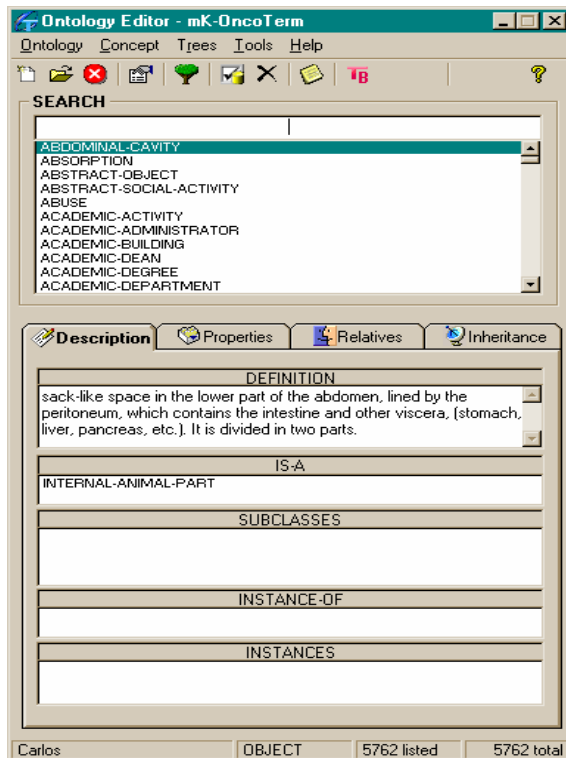 Ontology Editor - mK-OncoTerm
Ontology Concept Trees Tools Help
TB ?
SEARCH
ABDOMINAL-CAVITY
ABSORPTION
ABSTRACT-OBJECT
ABSTRACT-SOCIAL-ACTIVITY
ABUSE
ACADEMIC-ACTIVITY
ACADEMIC-ADMINISTRATOR
ACADEMIC-BUILDING
ACADEMIC-DEAN
ACADEMIC-DEGREE
ACADEMIC-DEPARTMENT
Description Properties Relatives Inheritance
DEFINITION
sack-like space in the lower part of the abdomen, lined by the
peritoneum, which contains the intestine and other viscera, (stomach,
liver, pancreas, etc.). It is divided in two parts.
IS-A
INTERNAL-ANIMAL-PART
SUBCLASSES
INSTANCE-OF
INSTANCES
Carlos OBJECT 5762 listed 5762 total